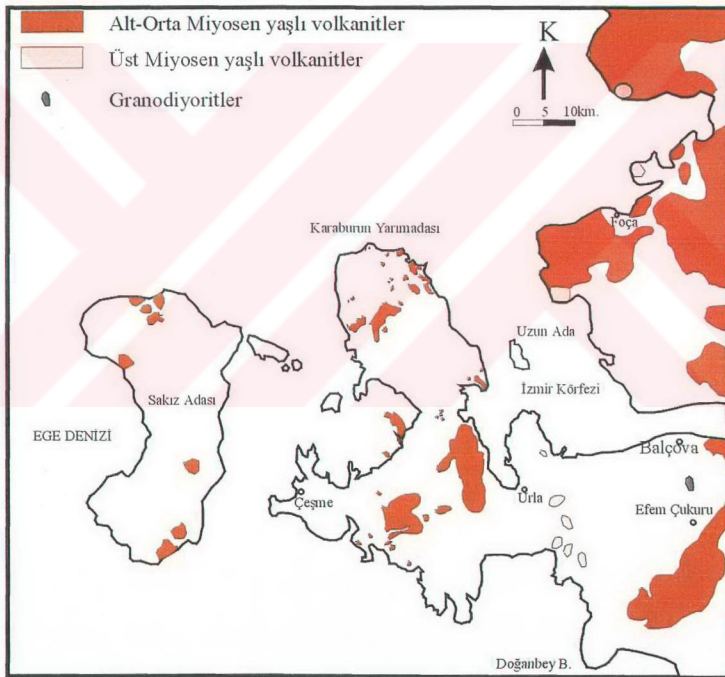 Alt-Orta Miyosen yaşlı volkanitler
Üst Miyosen yaşlı volkanitler
Granodiyoritler
K
0 5 10km.
Foça
Karaburun Yarımadası
Uzun Ada
İzmir Körfezi
Sakız Adası
EGE DENİZİ
Balçova
Çeşme
Urla
Efem Çukuru
Doğanbey B.